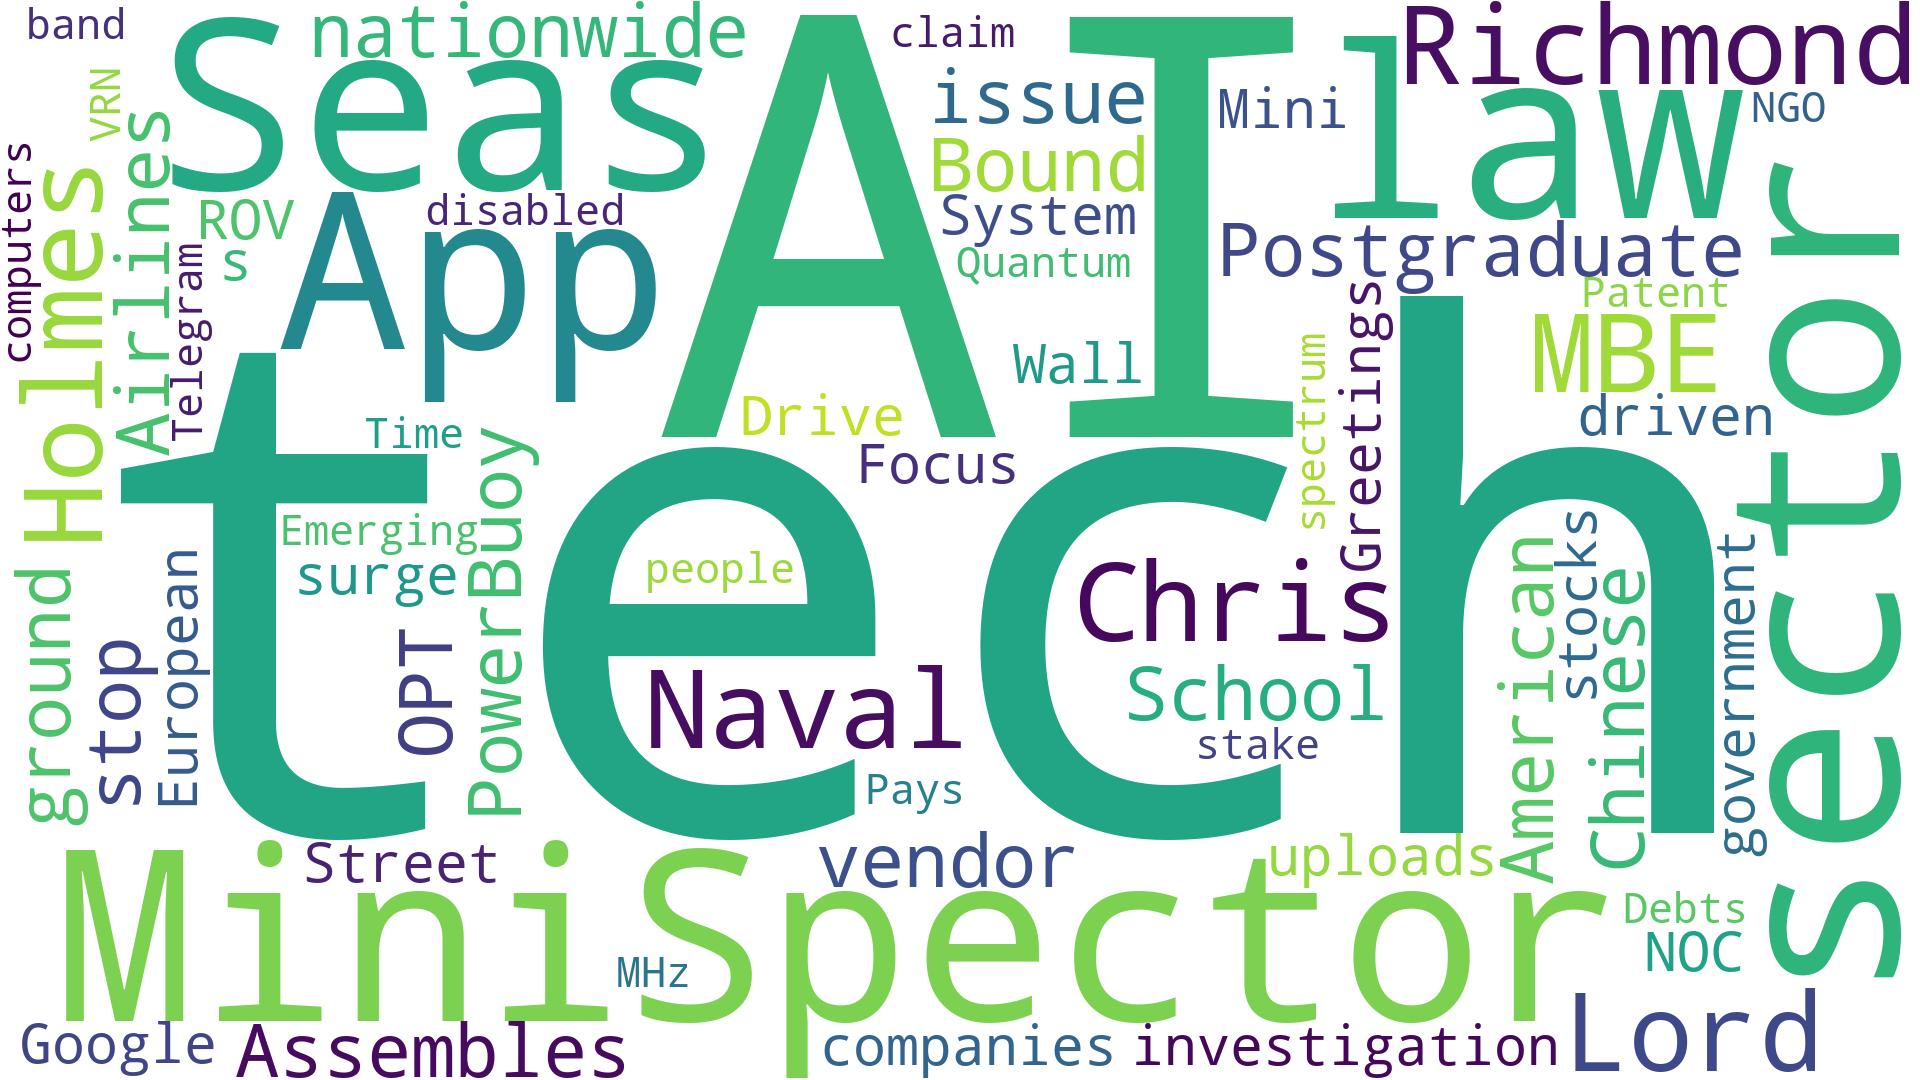 band
nationwide
claim
Richmond
Seas
AI
law
issue
Mini
NGO
VRN
Airlines
Bound
computers
Holmes
ROV
disabled
System
Postgraduate
s
App
Quantum
Telegram
Patent
Greetings
MBE
sector
Wall
spectrum
Drive
driven
Time
Focus
tech
PowerBuoy
Emerging
people
surge
Chris
American
stocks
Chinese
government
ground
stop
European
OPT
Naval
School
stake
Pays
Street
vendor
uploads
MiniSpector
Debts
NOC
MHz
Google
Assembles
companies
investigation
Lord